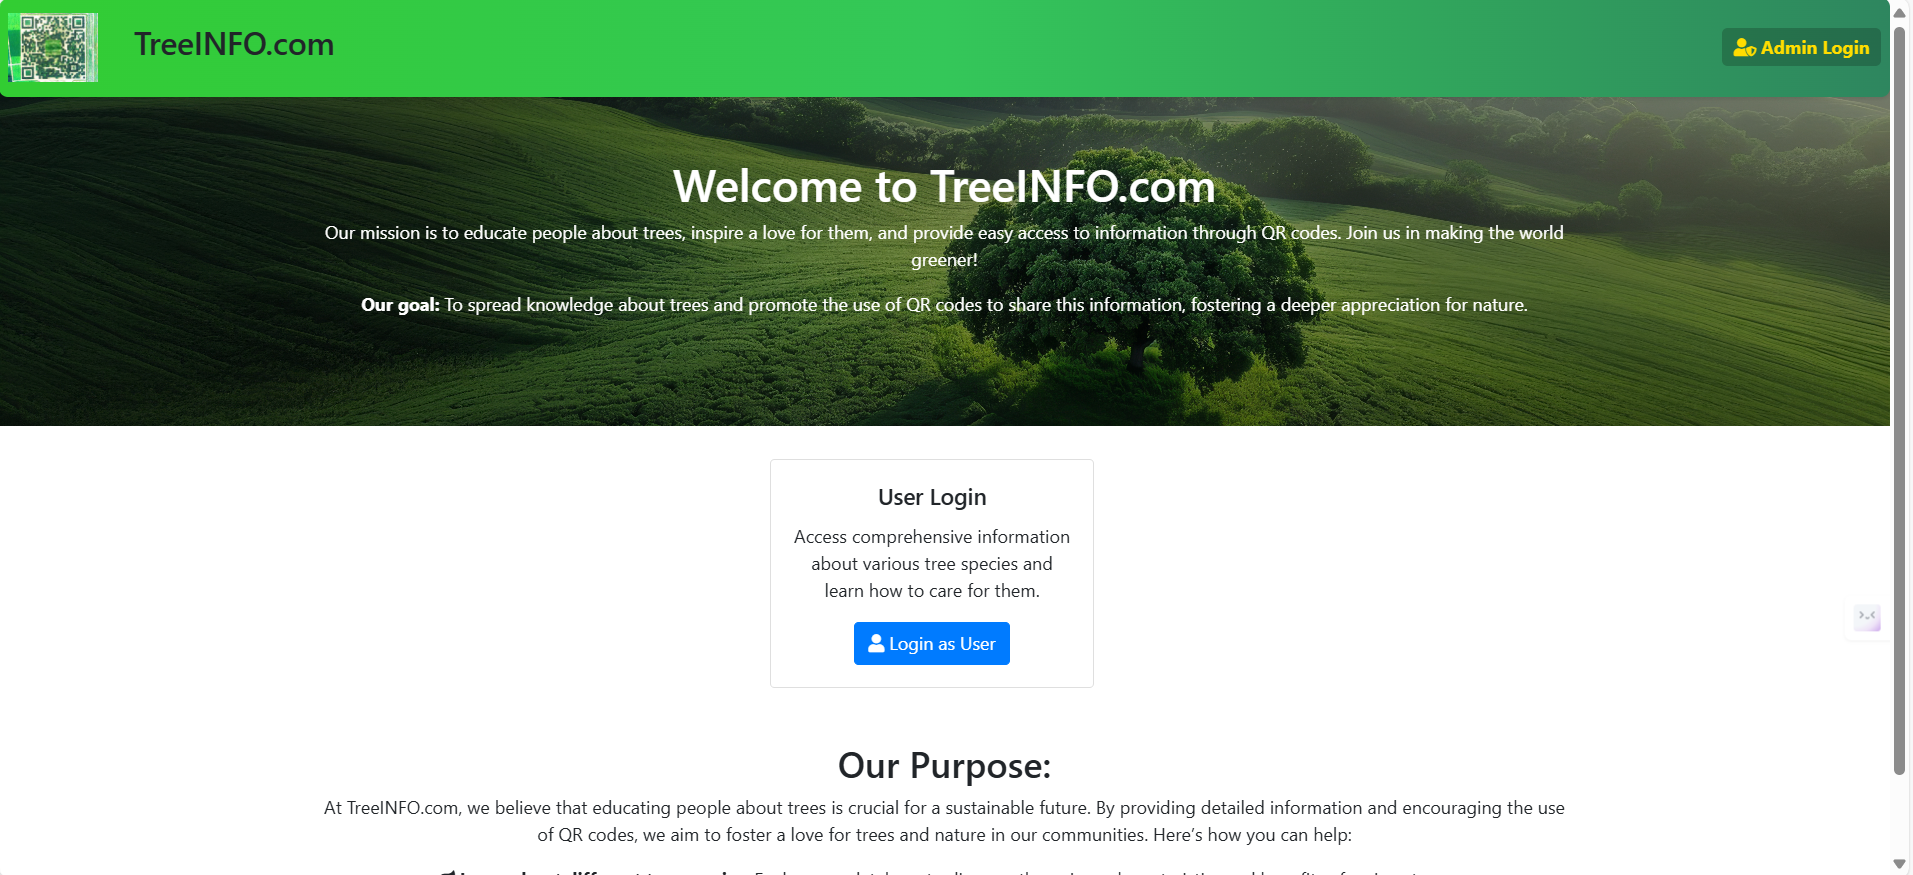 TreeINFO.com
Admin Login
Welcome to TreeINFO.com
Our mission is to educate people about trees, inspire a love for them, and provide easy access to information through QR codes. Join us in making the world
greener!
Our goal: To spread knowledge about trees and promote the use of QR codes to share this information, fostering a deeper appreciation for nature.
User Login
Access comprehensive information
about various tree species and
learn how to care for them.
Login as User
Our Purpose:
At TreeINFO.com, we believe that educating people about trees is crucial for a sustainable future. By providing detailed information and encouraging the use
of QR codes, we aim to foster a love for trees and nature in our communities. Here's how you can help: